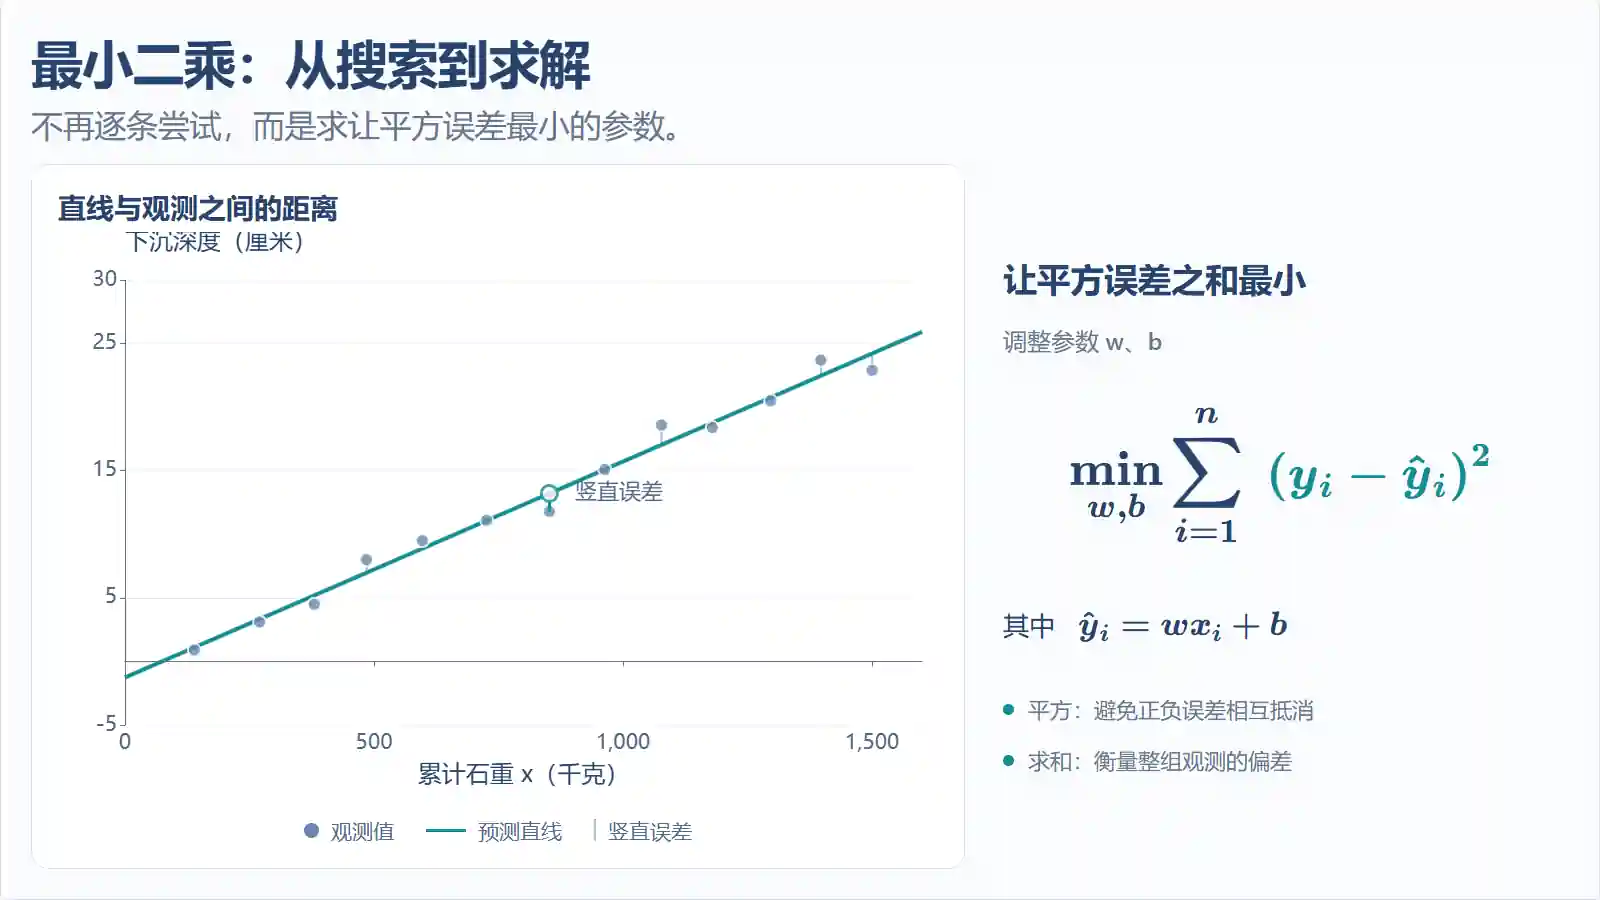 最小二乘：从搜索到求解
不再逐条尝试，而是求让平方误差最小的参数。
直线与观测之间的距离
下沉深度（厘米）
30
25
15
5
-5
0 500 1,000 1,500
竖直误差
累计石重 x（千克）
观测值 预测直线 竖直误差
让平方误差之和最小
调整参数 w、b
min_{w,b} ∑_{i=1}^{n} (y_i − ŷ_i)^2
其中 ŷ_i = wx_i + b
平方：避免正负误差相互抵消
求和：衡量整组观测的偏差